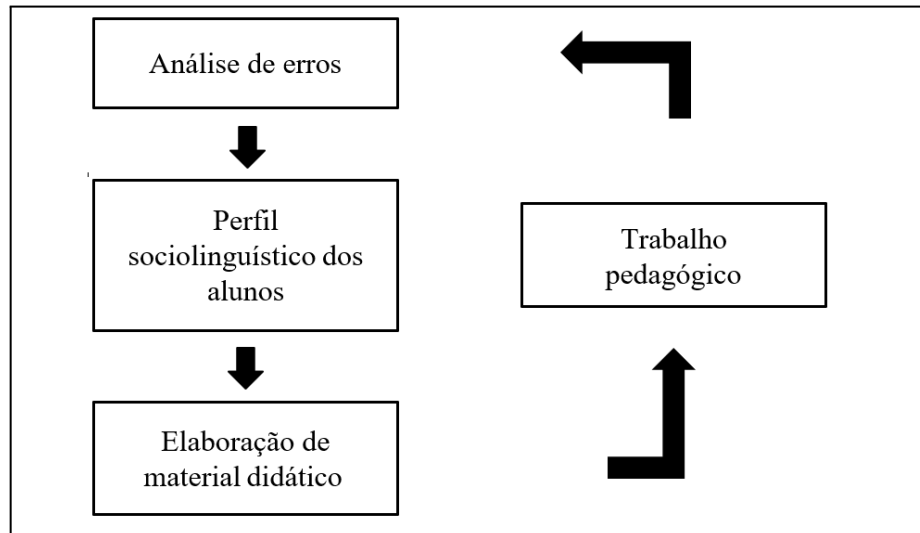 Análise de erros
Perfil
sociolinguístico dos
alunos
Elaboração de
material didático
Trabalho
pedagógico